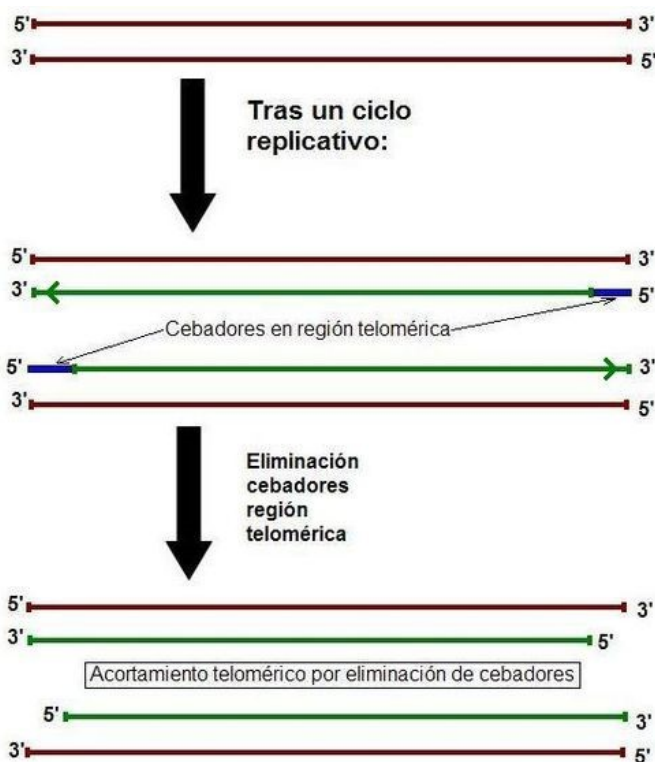 5' 3'
3' 5'
Tras un ciclo
replicativo:
5' 3'
3' 5'
Cebadores en región telomérica
5' 3'
3' 5'
Eliminación
cebadores
región
telomérica
5' 3'
3' 5'
Acortamiento telomérico por eliminación de cebadores
5' 3'
3' 5'